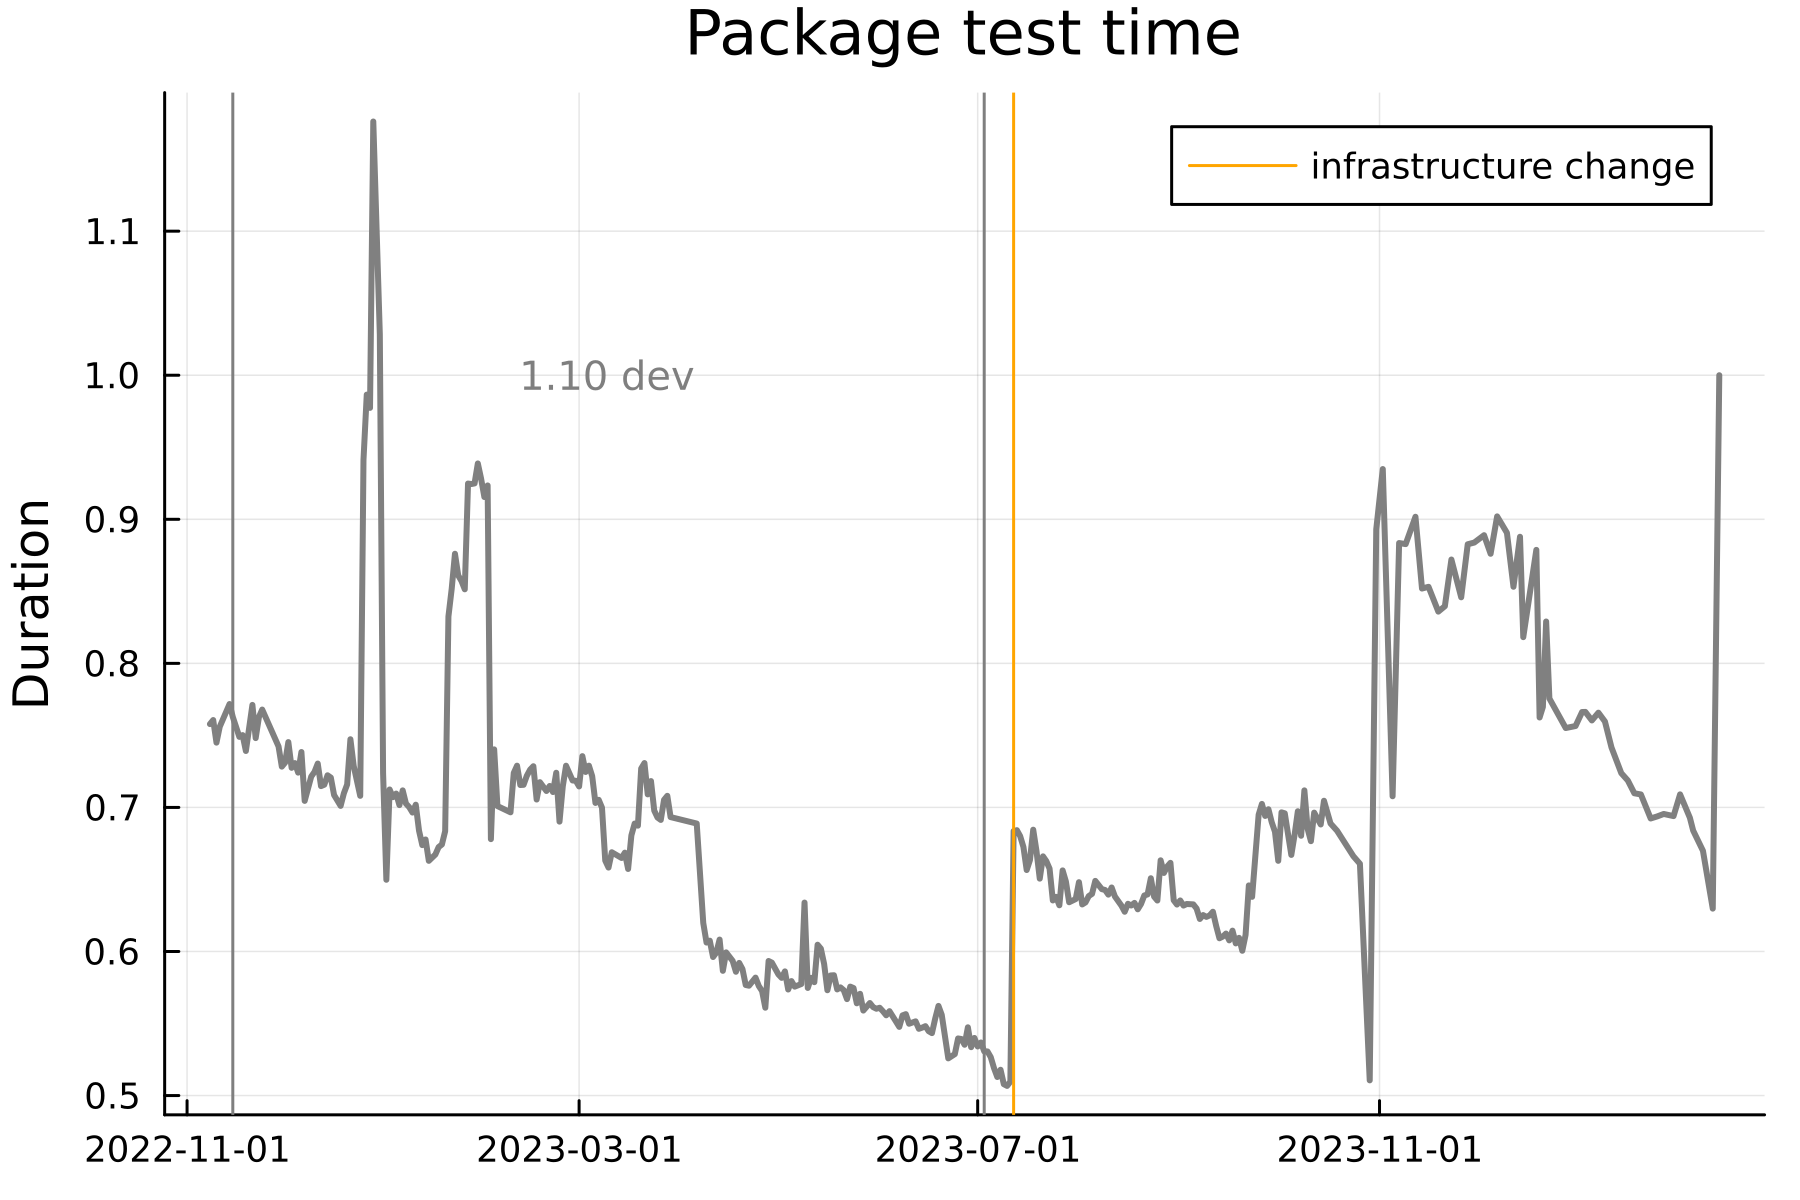 Package test time
infrastructure change
1.10 dev
Duration
1.1
1.0
0.9
0.8
0.7
0.6
0.5
2022-11-01
2023-03-01
2023-07-01
2023-11-01